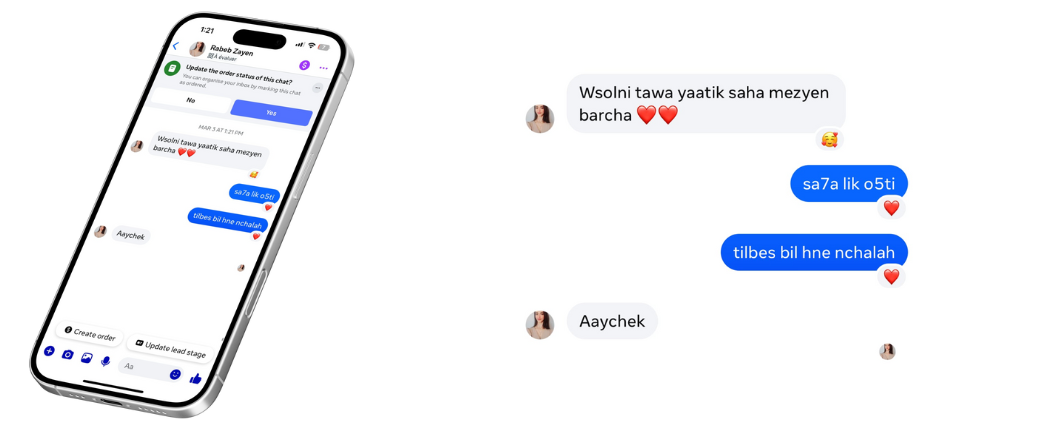 1:21
Rabeb Zayen
À évaluer
Update the order status of this chat?
You can organise your inbox by marking this chat
as ordered.
No
Yes
MAR 3 AT 1:21 PM
Wsolni tawa yaatik saha mezyen
barcha ❤️❤️
🥰
sa7a lik o5ti
❤️
tilbes bil hne nchalah
❤️
Aaychek
Create order
Update lead stage
Aa
Wsolni tawa yaatik saha mezyen
barcha ❤️❤️
🥰
sa7a lik o5ti
❤️
tilbes bil hne nchalah
❤️
Aaychek